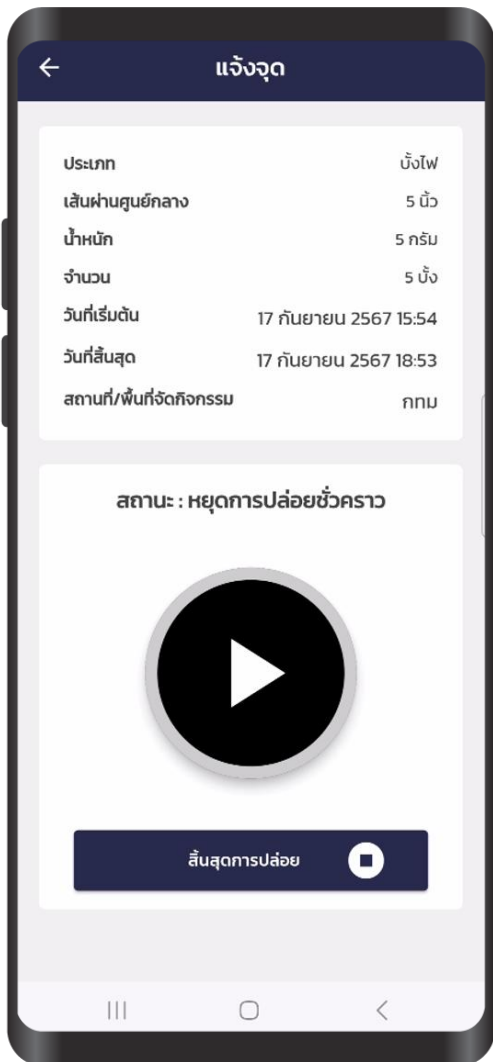 แจ้งจุด
ประเภท บั้งไฟ
เส้นผ่านศูนย์กลาง 5 นิ้ว
น้ำหนัก 5 กรัม
จำนวน 5 บั้ง
วันที่เริ่มต้น 17 กันยายน 2567 15:54
วันที่สิ้นสุด 17 กันยายน 2567 18:53
สถานที่/พื้นที่จัดกิจกรรม กทม
สถานะ : หยุดการปล่อยชั่วคราว
สิ้นสุดการปล่อย